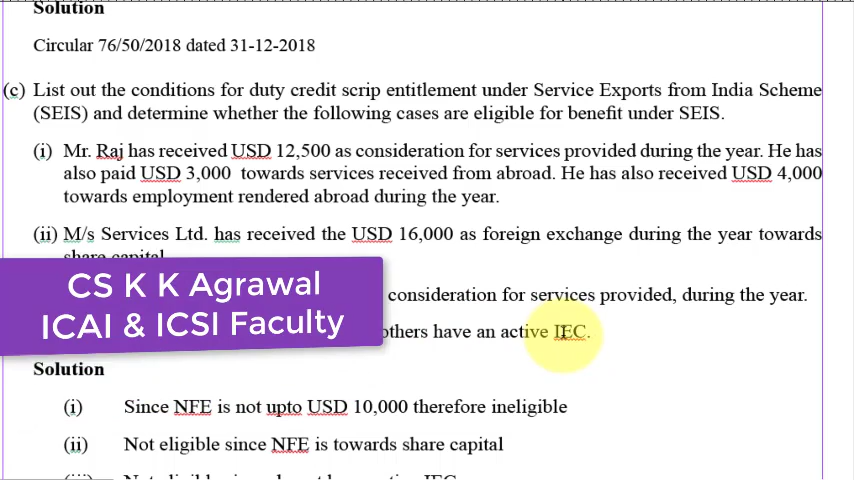 Solution
Circular 76/50/2018 dated 31-12-2018
(c) List out the conditions for duty credit scrip entitlement under Service Exports from India Scheme
(SEIS) and determine whether the following cases are eligible for benefit under SEIS.
(i) Mr. Raj has received USD 12,500 as consideration for services provided during the year. He has
also paid USD 3,000 towards services received from abroad. He has also received USD 4,000
towards employment rendered abroad during the year.
(ii) M/s Services Ltd. has received the USD 16,000 as foreign exchange during the year towards
share capital
consideration for services provided, during the year.
others have an active IEC.
CS K K Agrawal
ICAI & ICSI Faculty
Solution
(i) Since NFE is not upto USD 10,000 therefore ineligible
(ii) Not eligible since NFE is towards share capital